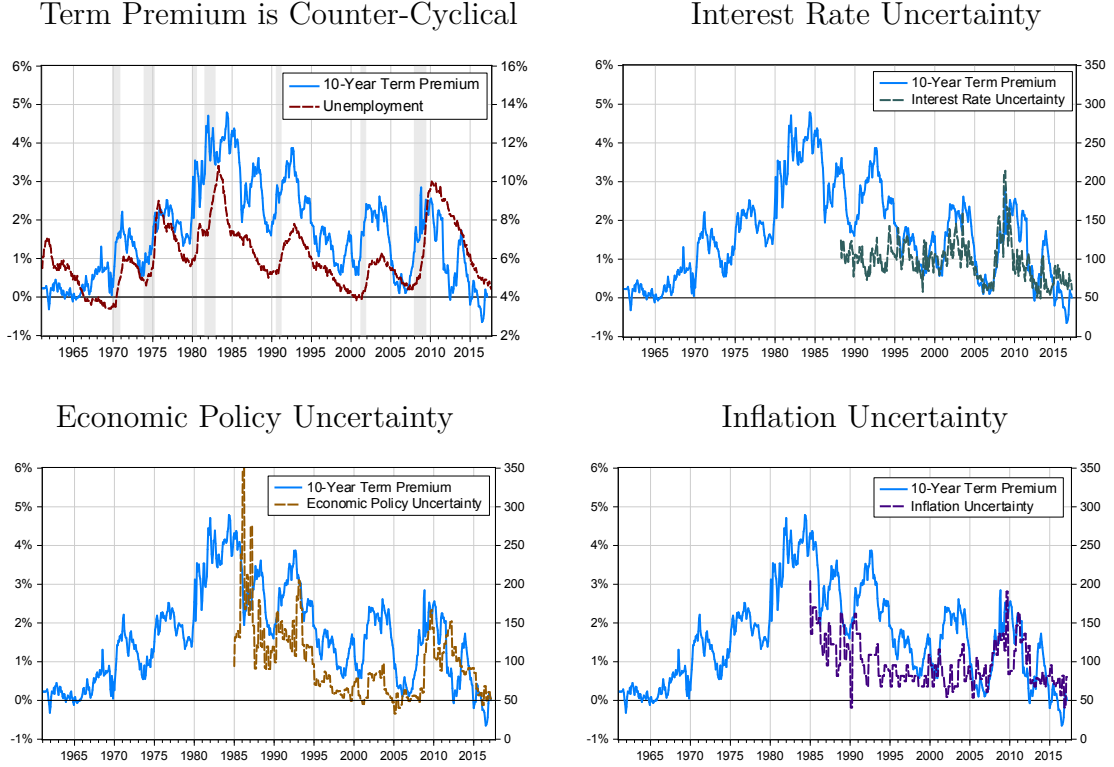 Term Premium is Counter-Cyclical
6% 16%
10-Year Term Premium
Unemployment
5% 14%
4% 12%
3% 10%
2% 8%
1% 6%
0% 4%
-1% 2%
1965 1970 1975 1980 1985 1990 1995 2000 2005 2010 2015
Interest Rate Uncertainty
6% 350
10-Year Term Premium
Interest Rate Uncertainty
5% 300
4% 250
3% 200
2% 150
1% 100
0% 50
-1% 0
1965 1970 1975 1980 1985 1990 1995 2000 2005 2010 2015
Economic Policy Uncertainty
6% 350
10-Year Term Premium
Economic Policy Uncertainty
5% 300
4% 250
3% 200
2% 150
1% 100
0% 50
-1% 0
1965 1970 1975 1980 1985 1990 1995 2000 2005 2010 2015
Inflation Uncertainty
6% 350
10-Year Term Premium
Inflation Uncertainty
5% 300
4% 250
3% 200
2% 150
1% 100
0% 50
-1% 0
1965 1970 1975 1980 1985 1990 1995 2000 2005 2010 2015